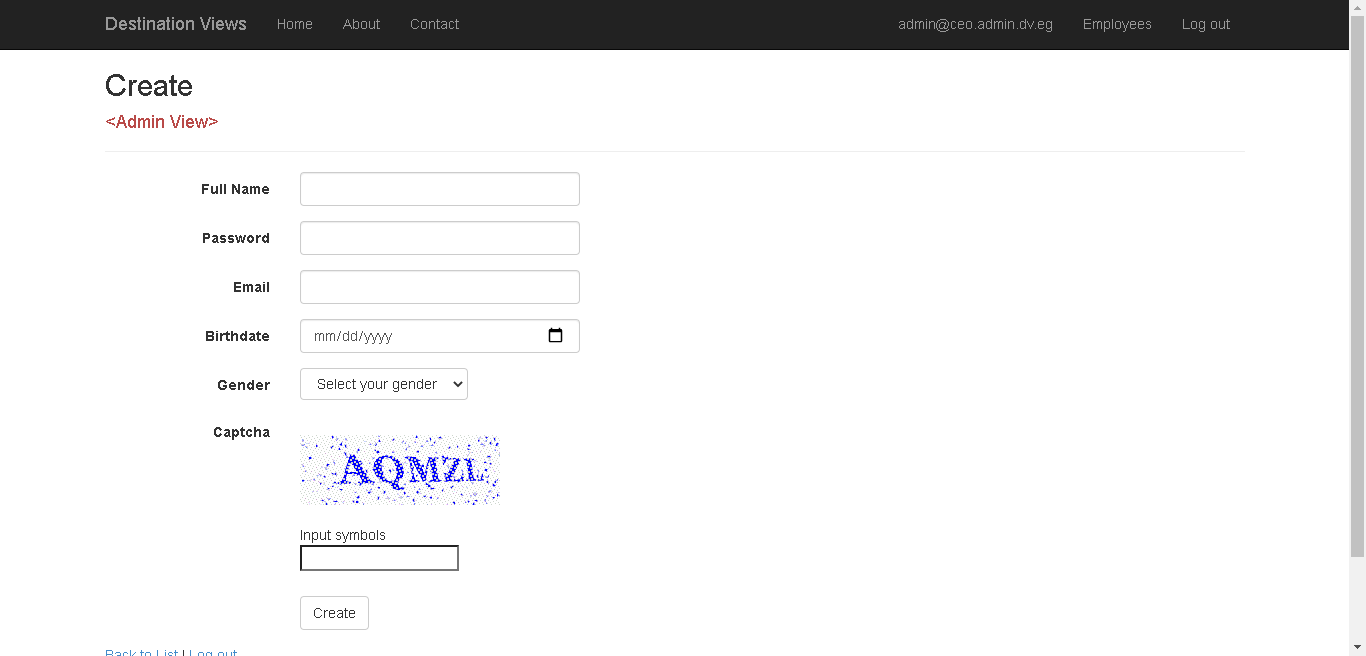 Destination Views Home About Contact admin@ceo.admin.dv.eg Employees Log out
Create
<Admin View>
Full Name
Password
Email
Birthdate mm/dd/yyyy
Gender Select your gender
Captcha
Input symbols
Create
Back to List | Log out